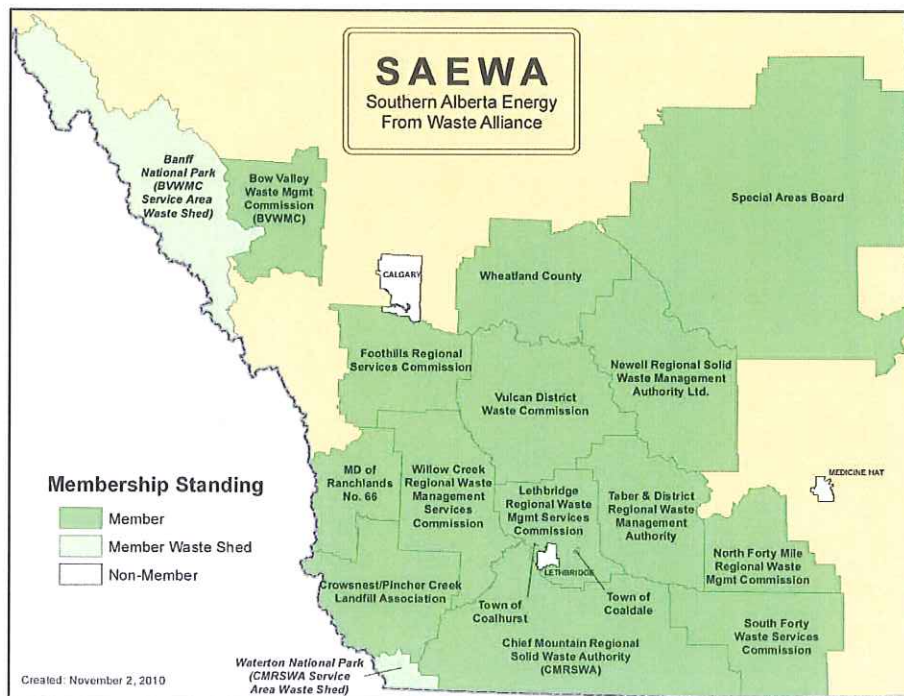 SAEWA
Southern Alberta Energy
From Waste Alliance
Banff
National Park
(BVWMC
Service Area
Waste Shed)
Bow Valley
Waste Mgmt
Commission
(BVWMC)
Special Areas Board
CALGARY
Wheatland County
Foothills Regional
Services Commission
Newell Regional Solid
Waste Management
Authority Ltd.
Vulcan District
Waste Commission
MEDICINE HAT
Membership Standing
Member
Member Waste Shed
Non-Member
MD of
Ranchlands
No. 66
Willow Creek
Regional Waste
Management
Services
Commission
Lethbridge
Regional Waste
Mgmt Services
Commission
Taber & District
Regional Waste
Management
Authority
North Forty Mile
Regional Waste
Mgmt Commission
LETHBRIDGE
Crowsnest/Pincher Creek
Landfill Association
Town of
Coalhurst
Town of
Coaldale
South Forty
Waste Services
Commission
Chief Mountain Regional
Solid Waste Authority
(CMRSWA)
Waterton National Park
(CMRSWA Service
Area Waste Shed)
Created: November 2, 2010